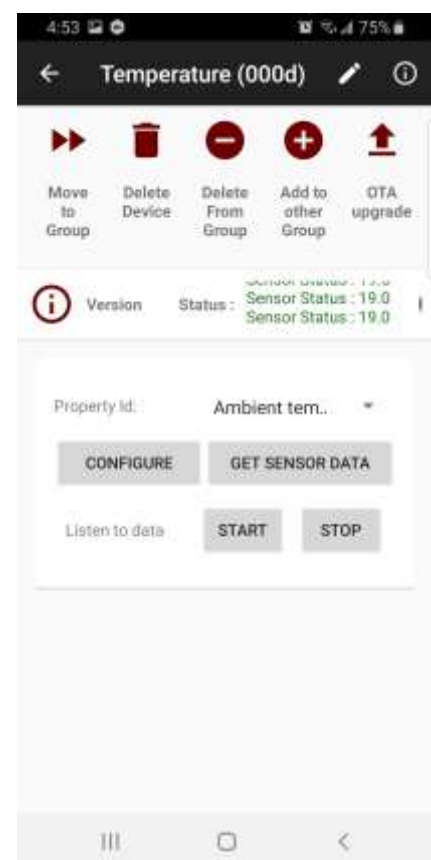 4:53 75%
Temperature (000d)
Move to Group
Delete Device
Delete From Group
Add to other Group
OTA upgrade
Version Status : Sensor Status : 19.0
Sensor Status : 19.0
Property Id: Ambient tem..
CONFIGURE GET SENSOR DATA
Listen to data START STOP